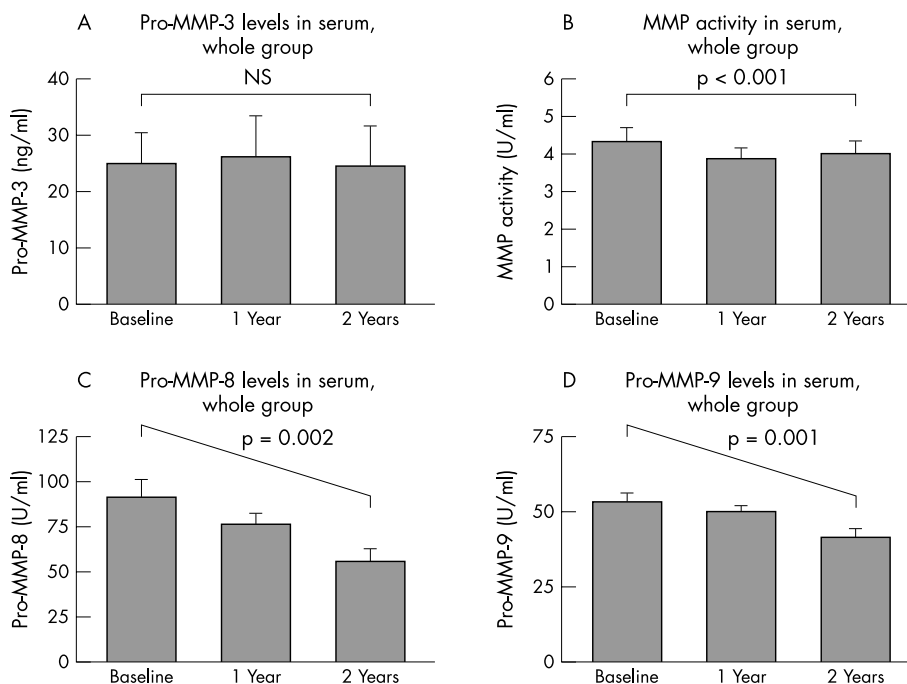 A Pro-MMP-3 levels in serum,
whole group
NS
40
30
20
10
0
Pro-MMP-3 (ng/ml)
Baseline 1 Year 2 Years
B MMP activity in serum,
whole group
p < 0.001
6
5
4
3
2
1
0
MMP activity (U/ml)
Baseline 1 Year 2 Years
C Pro-MMP-8 levels in serum,
whole group
p = 0.002
125
100
75
50
25
0
Pro-MMP-8 (U/ml)
Baseline 1 Year 2 Years
D Pro-MMP-9 levels in serum,
whole group
p = 0.001
75
50
25
0
Pro-MMP-9 (U/ml)
Baseline 1 Year 2 Years